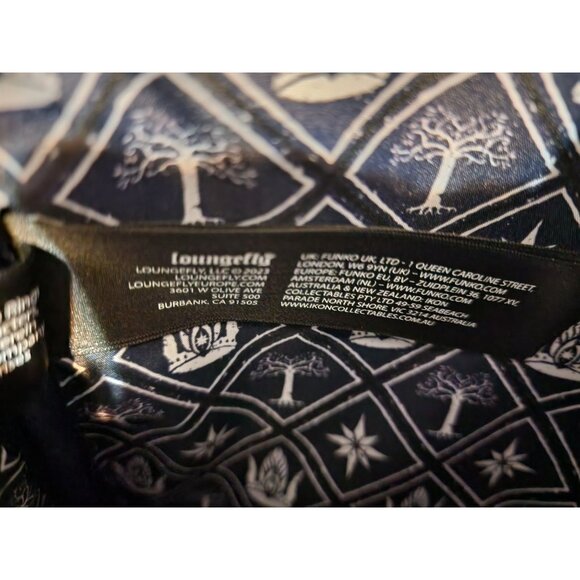 loungefly
LOUNGEFLY, LLC © 2023
LOUNGEFLY.COM
LOUNGEFLYEUROPE.COM
3601 W OLIVE AVE
SUITE 500
BURBANK, CA 91505
UK: FUNKO UK, LTD - 1 QUEEN CAROLINE STREET,
LONDON, W6 9YN (UK) - WWW.FUNKO.COM
EUROPE: FUNKO EU, BV - ZUIDPLEIN 36, 1077 XV,
AMSTERDAM (NL) - WWW.FUNKO.COM
AUSTRALIA & NEW ZEALAND: IKON
COLLECTABLES PTY LTD 49-59 SEABEACH
PARADE NORTH SHORE, VIC 3214 AUSTRALIA
WWW.IKONCOLLECTABLES.COM.AU